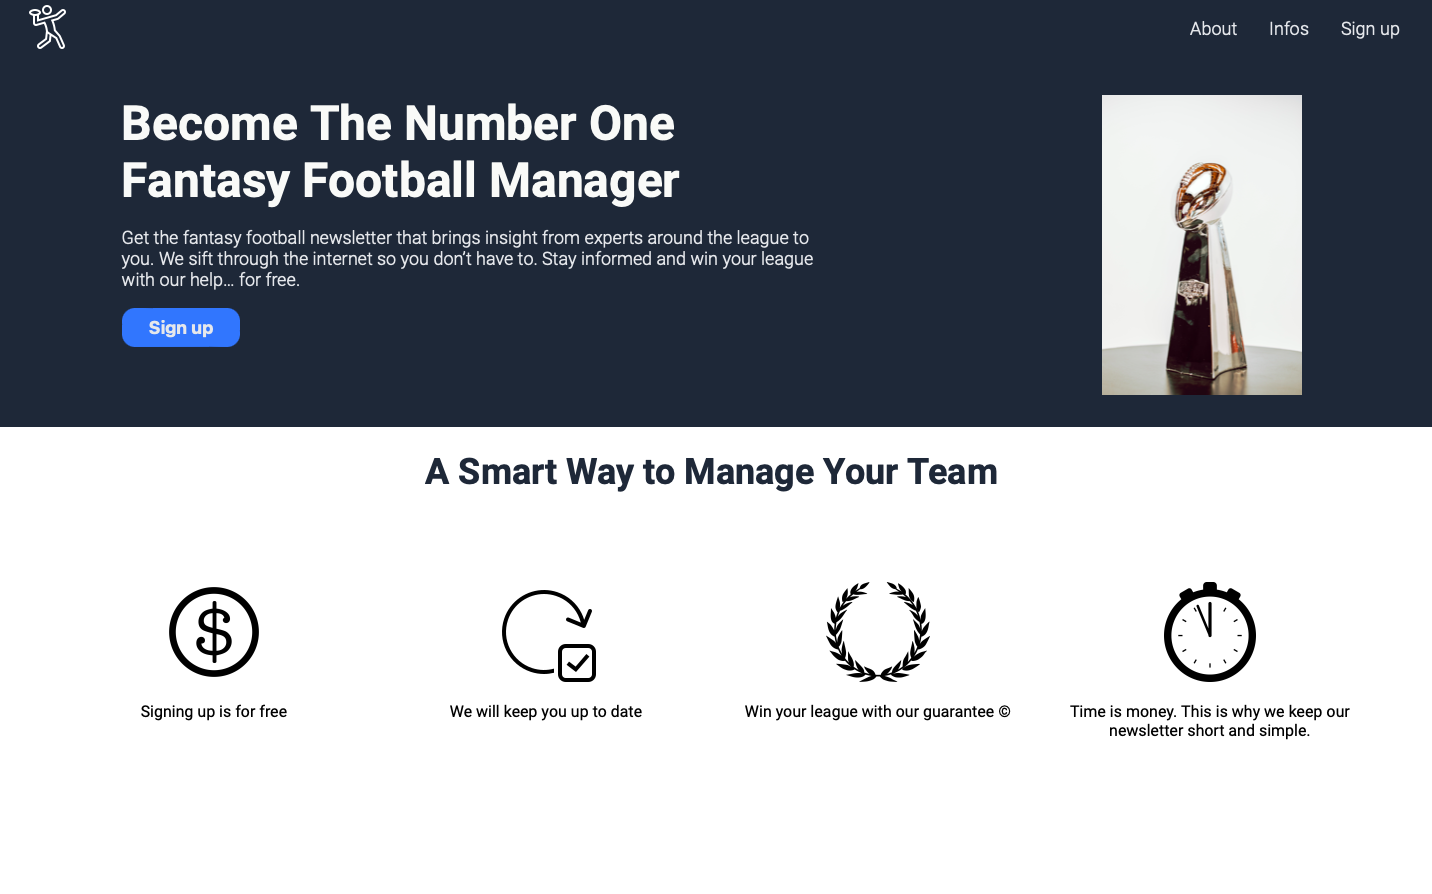 About
Infos
Sign up
Become The Number One
Fantasy Football Manager
Get the fantasy football newsletter that brings insight from experts around the league to
you. We sift through the internet so you don’t have to. Stay informed and win your league
with our help... for free.
Sign up
A Smart Way to Manage Your Team
Signing up is for free
We will keep you up to date
Win your league with our guarantee ©
Time is money. This is why we keep our
newsletter short and simple.